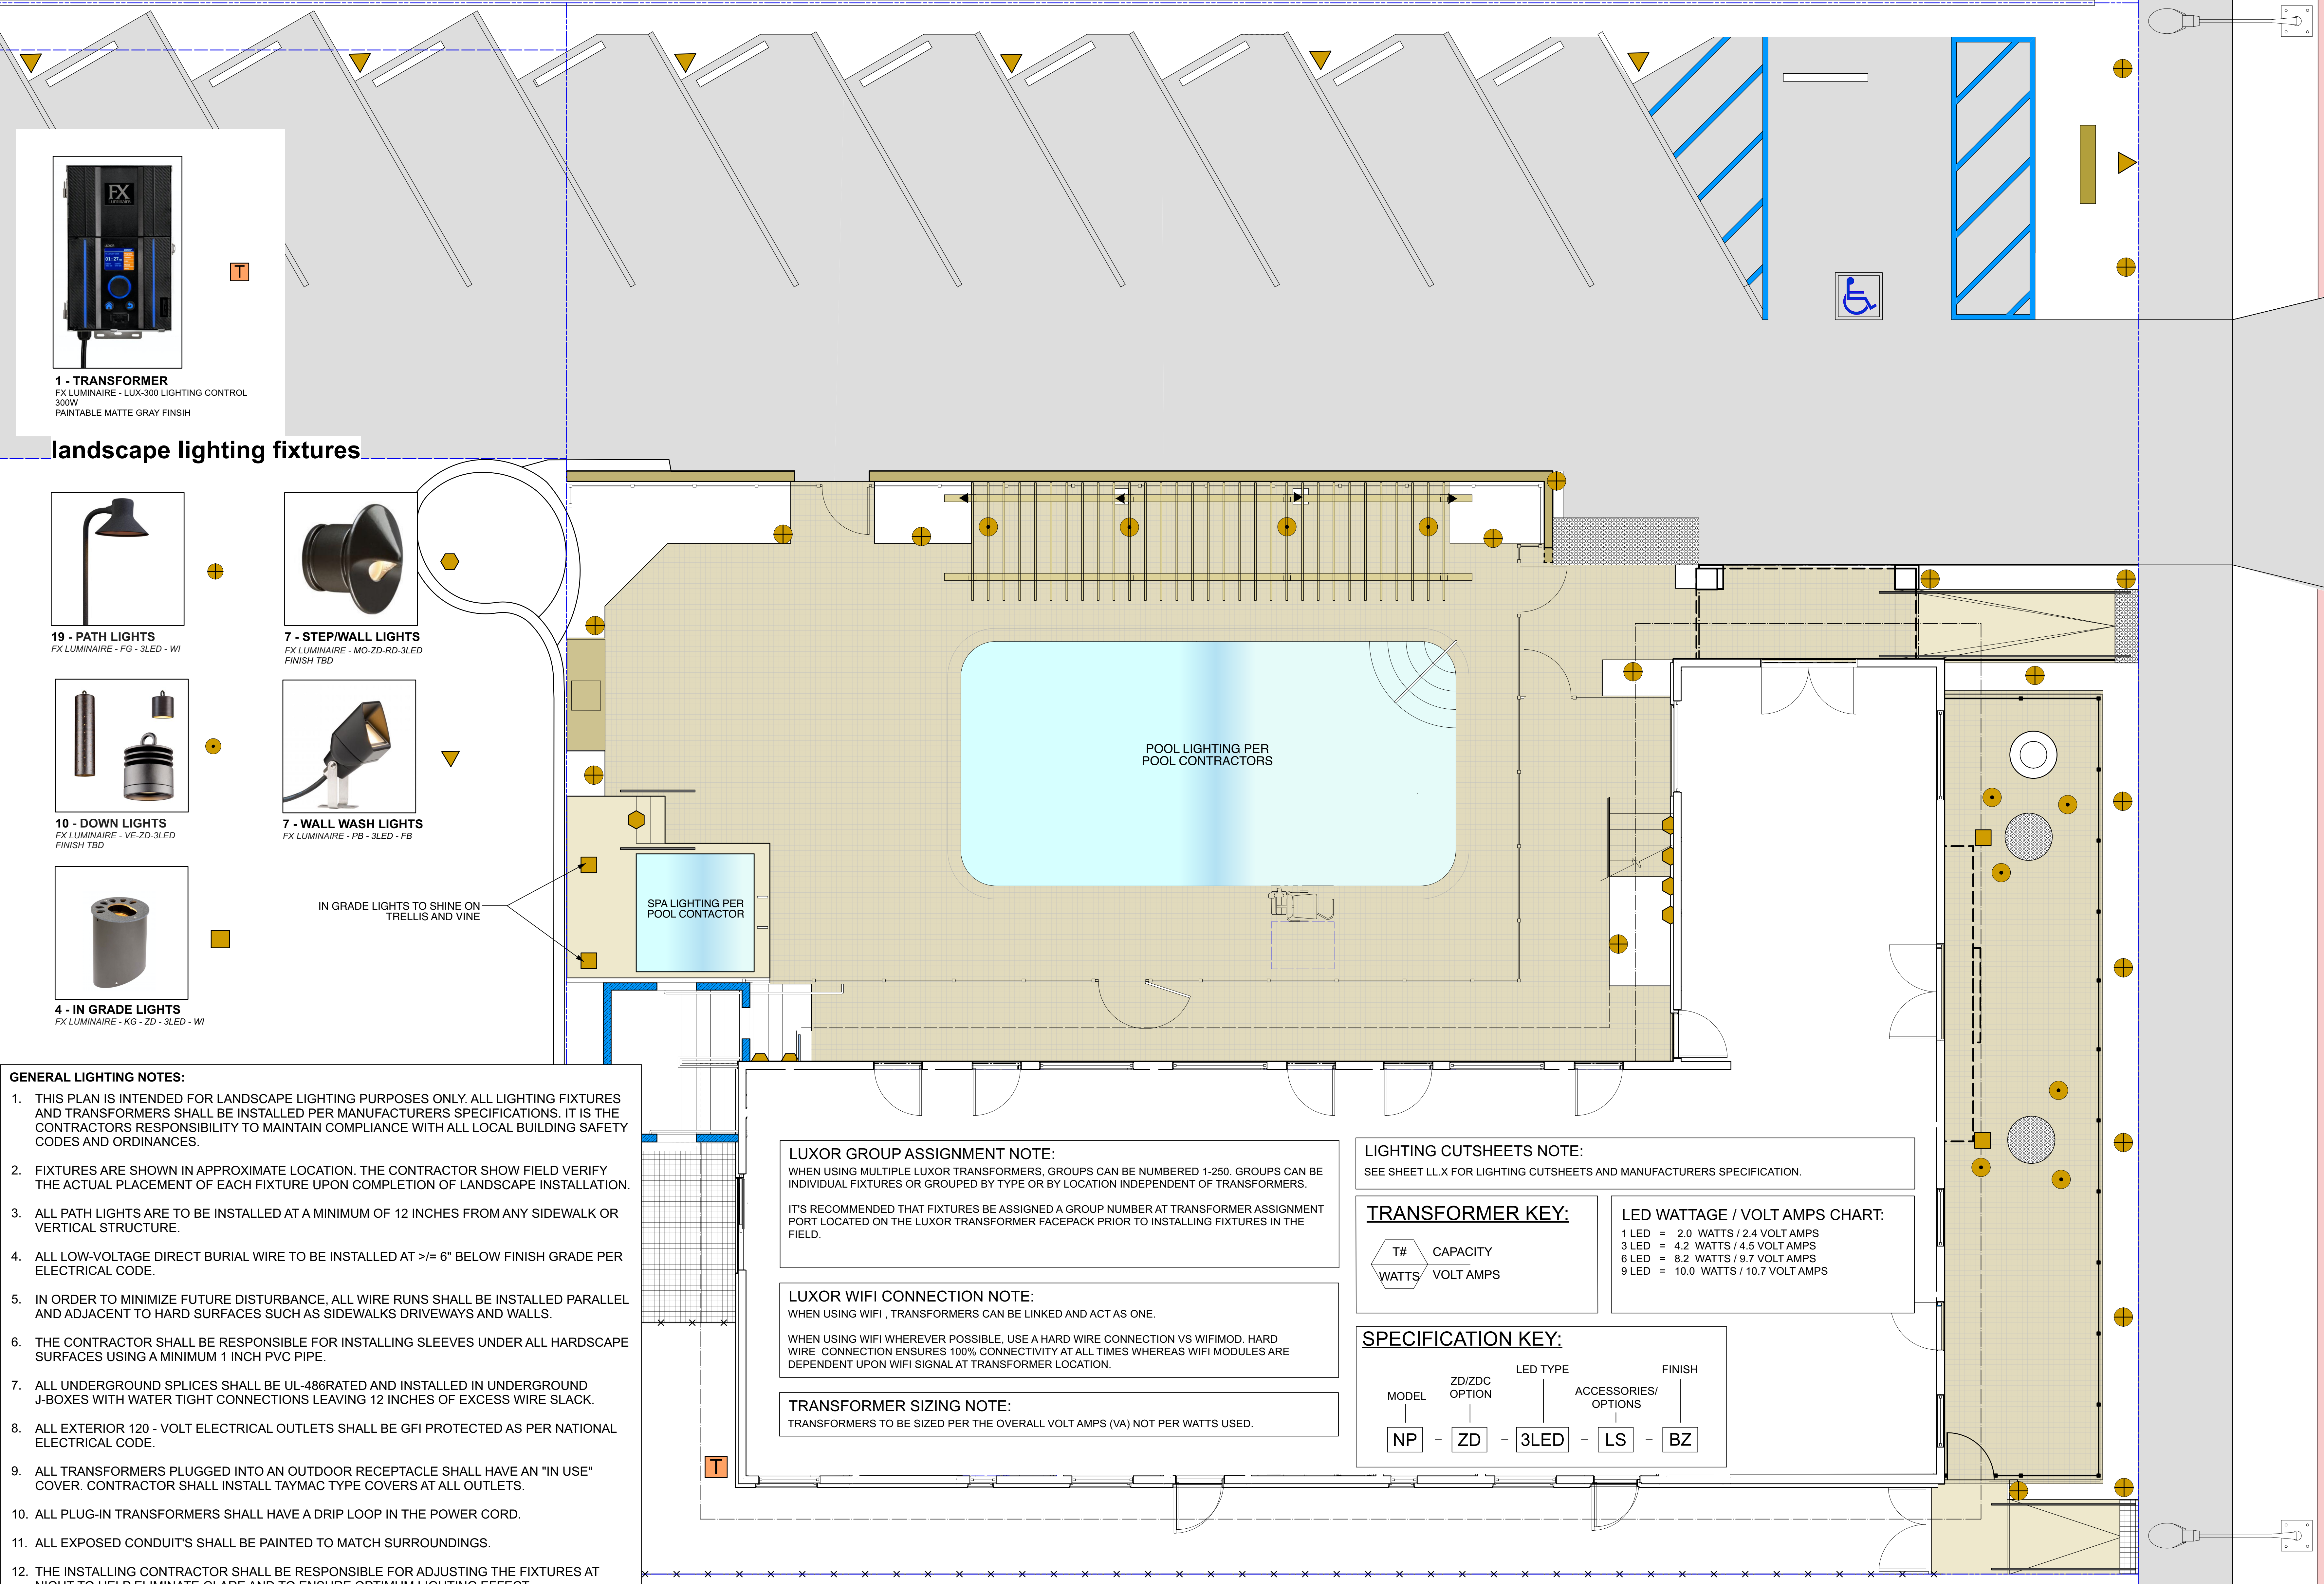 FX
Luminaire
LUXOR
01:27
T
1 - TRANSFORMER
FX LUMINAIRE - LUX-300 LIGHTING CONTROL
300W
PAINTABLE MATTE GRAY FINSIH
landscape lighting fixtures
19 - PATH LIGHTS
FX LUMINAIRE - FG - 3LED - WI
7 - STEP/WALL LIGHTS
FX LUMINAIRE - MO-ZD-RD-3LED
FINISH TBD
10 - DOWN LIGHTS
FX LUMINAIRE - VE-ZD-3LED
FINISH TBD
7 - WALL WASH LIGHTS
FX LUMINAIRE - PB - 3LED - FB
4 - IN GRADE LIGHTS
FX LUMINAIRE - KG - ZD - 3LED - WI
IN GRADE LIGHTS TO SHINE ON
TRELLIS AND VINE
POOL LIGHTING PER
POOL CONTRACTORS
SPA LIGHTING PER
POOL CONTACTOR
GENERAL LIGHTING NOTES:
1. THIS PLAN IS INTENDED FOR LANDSCAPE LIGHTING PURPOSES ONLY. ALL LIGHTING FIXTURES
AND TRANSFORMERS SHALL BE INSTALLED PER MANUFACTURERS SPECIFICATIONS. IT IS THE
CONTRACTORS RESPONSIBILITY TO MAINTAIN COMPLIANCE WITH ALL LOCAL BUILDING SAFETY
CODES AND ORDINANCES.
2. FIXTURES ARE SHOWN IN APPROXIMATE LOCATION. THE CONTRACTOR SHOW FIELD VERIFY
THE ACTUAL PLACEMENT OF EACH FIXTURE UPON COMPLETION OF LANDSCAPE INSTALLATION.
3. ALL PATH LIGHTS ARE TO BE INSTALLED AT A MINIMUM OF 12 INCHES FROM ANY SIDEWALK OR
VERTICAL STRUCTURE.
4. ALL LOW-VOLTAGE DIRECT BURIAL WIRE TO BE INSTALLED AT >/= 6" BELOW FINISH GRADE PER
ELECTRICAL CODE.
5. IN ORDER TO MINIMIZE FUTURE DISTURBANCE, ALL WIRE RUNS SHALL BE INSTALLED PARALLEL
AND ADJACENT TO HARD SURFACES SUCH AS SIDEWALKS DRIVEWAYS AND WALLS.
6. THE CONTRACTOR SHALL BE RESPONSIBLE FOR INSTALLING SLEEVES UNDER ALL HARDSCAPE
SURFACES USING A MINIMUM 1 INCH PVC PIPE.
7. ALL UNDERGROUND SPLICES SHALL BE UL-486RATED AND INSTALLED IN UNDERGROUND
J-BOXES WITH WATER TIGHT CONNECTIONS LEAVING 12 INCHES OF EXCESS WIRE SLACK.
8. ALL EXTERIOR 120 - VOLT ELECTRICAL OUTLETS SHALL BE GFI PROTECTED AS PER NATIONAL
ELECTRICAL CODE.
9. ALL TRANSFORMERS PLUGGED INTO AN OUTDOOR RECEPTACLE SHALL HAVE AN "IN USE"
COVER. CONTRACTOR SHALL INSTALL TAYMAC TYPE COVERS AT ALL OUTLETS.
10. ALL PLUG-IN TRANSFORMERS SHALL HAVE A DRIP LOOP IN THE POWER CORD.
11. ALL EXPOSED CONDUIT'S SHALL BE PAINTED TO MATCH SURROUNDINGS.
12. THE INSTALLING CONTRACTOR SHALL BE RESPONSIBLE FOR ADJUSTING THE FIXTURES AT
NIGHT TO HELP ELIMINATE GLARE AND TO ENSURE OPTIMUM LIGHTING EFFECT.
T
LUXOR GROUP ASSIGNMENT NOTE:
WHEN USING MULTIPLE LUXOR TRANSFORMERS, GROUPS CAN BE NUMBERED 1-250. GROUPS CAN BE
INDIVIDUAL FIXTURES OR GROUPED BY TYPE OR BY LOCATION INDEPENDENT OF TRANSFORMERS.
IT'S RECOMMENDED THAT FIXTURES BE ASSIGNED A GROUP NUMBER AT TRANSFORMER ASSIGNMENT
PORT LOCATED ON THE LUXOR TRANSFORMER FACEPACK PRIOR TO INSTALLING FIXTURES IN THE
FIELD.
LUXOR WIFI CONNECTION NOTE:
WHEN USING WIFI , TRANSFORMERS CAN BE LINKED AND ACT AS ONE.
WHEN USING WIFI WHEREVER POSSIBLE, USE A HARD WIRE CONNECTION VS WIFIMOD. HARD
WIRE CONNECTION ENSURES 100% CONNECTIVITY AT ALL TIMES WHEREAS WIFI MODULES ARE
DEPENDENT UPON WIFI SIGNAL AT TRANSFORMER LOCATION.
TRANSFORMER SIZING NOTE:
TRANSFORMERS TO BE SIZED PER THE OVERALL VOLT AMPS (VA) NOT PER WATTS USED.
LIGHTING CUTSHEETS NOTE:
SEE SHEET LL.X FOR LIGHTING CUTSHEETS AND MANUFACTURERS SPECIFICATION.
TRANSFORMER KEY:
T# CAPACITY
WATTS VOLT AMPS
LED WATTAGE / VOLT AMPS CHART:
1 LED = 2.0 WATTS / 2.4 VOLT AMPS
3 LED = 4.2 WATTS / 4.5 VOLT AMPS
6 LED = 8.2 WATTS / 9.7 VOLT AMPS
9 LED = 10.0 WATTS / 10.7 VOLT AMPS
SPECIFICATION KEY:
MODEL
ZD/ZDC
OPTION
LED TYPE
ACCESSORIES/
OPTIONS
FINISH
NP - ZD - 3LED - LS - BZ